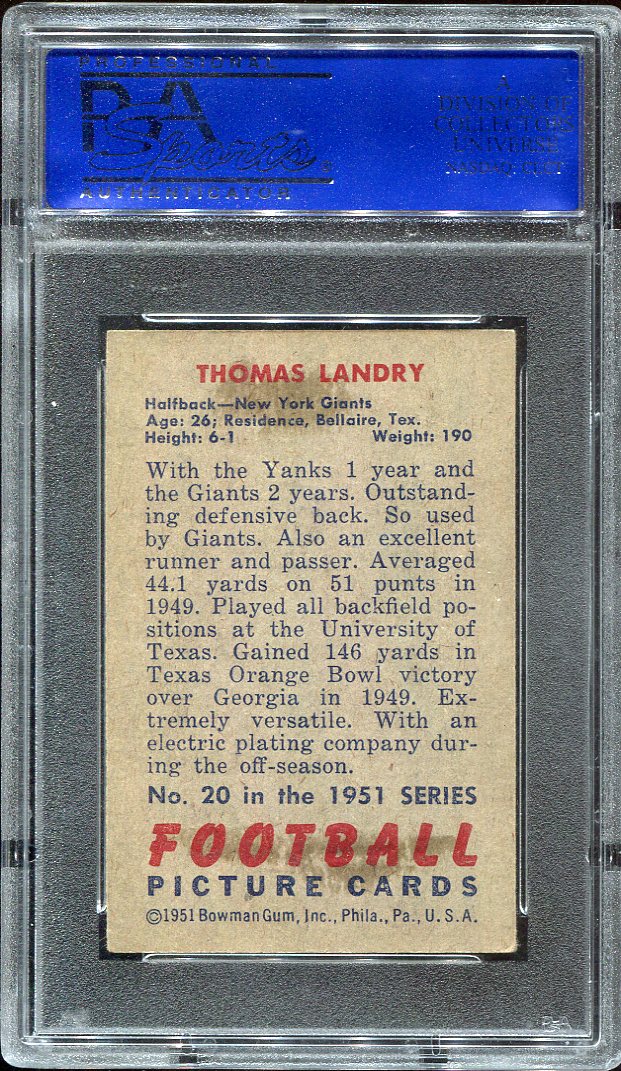 PROFESSIONAL
PSA
Sports
AUTHENTICATOR
A
DIVISION OF
COLLECTORS
UNIVERSE
NASDAQ: CLCT
THOMAS LANDRY
Halfback—New York Giants
Age: 26; Residence, Bellaire, Tex.
Height: 6-1 Weight: 190
With the Yanks 1 year and
the Giants 2 years. Outstand-
ing defensive back. So used
by Giants. Also an excellent
runner and passer. Averaged
44.1 yards on 51 punts in
1949. Played all backfield po-
sitions at the University of
Texas. Gained 146 yards in
Texas Orange Bowl victory
over Georgia in 1949. Ex-
tremely versatile. With an
electric plating company dur-
ing the off-season.
No. 20 in the 1951 SERIES
FOOTBALL
PICTURE CARDS
©1951 Bowman Gum, Inc., Phila., Pa., U. S. A.
PSA